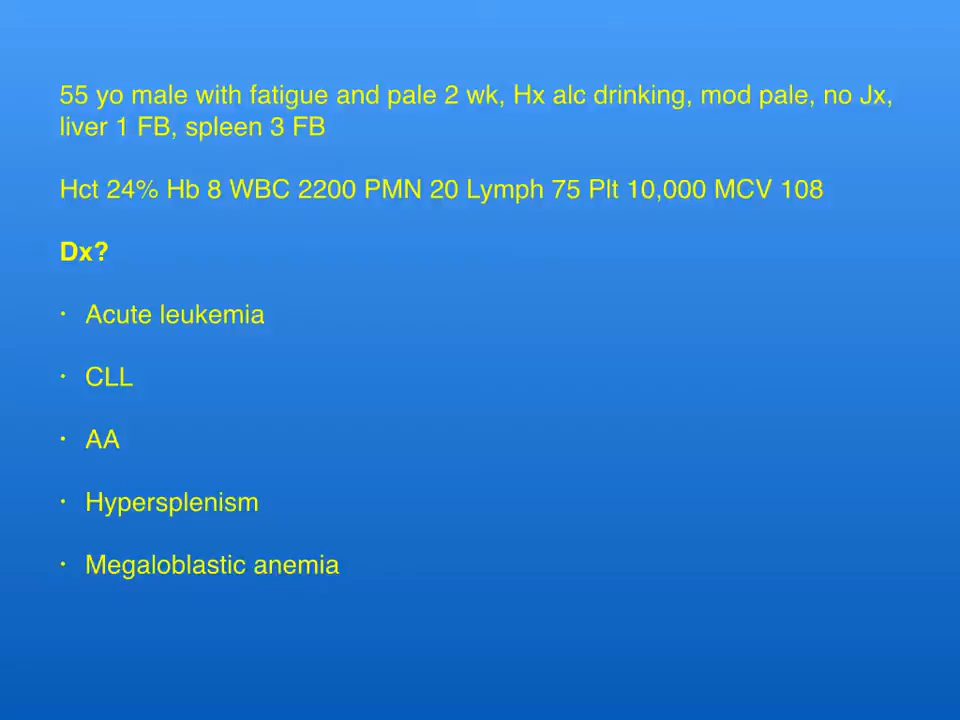 55 yo male with fatigue and pale 2 wk, Hx alc drinking, mod pale, no Jx,
liver 1 FB, spleen 3 FB
Hct 24% Hb 8 WBC 2200 PMN 20 Lymph 75 Plt 10,000 MCV 108
Dx?
• Acute leukemia
• CLL
• AA
• Hypersplenism
• Megaloblastic anemia